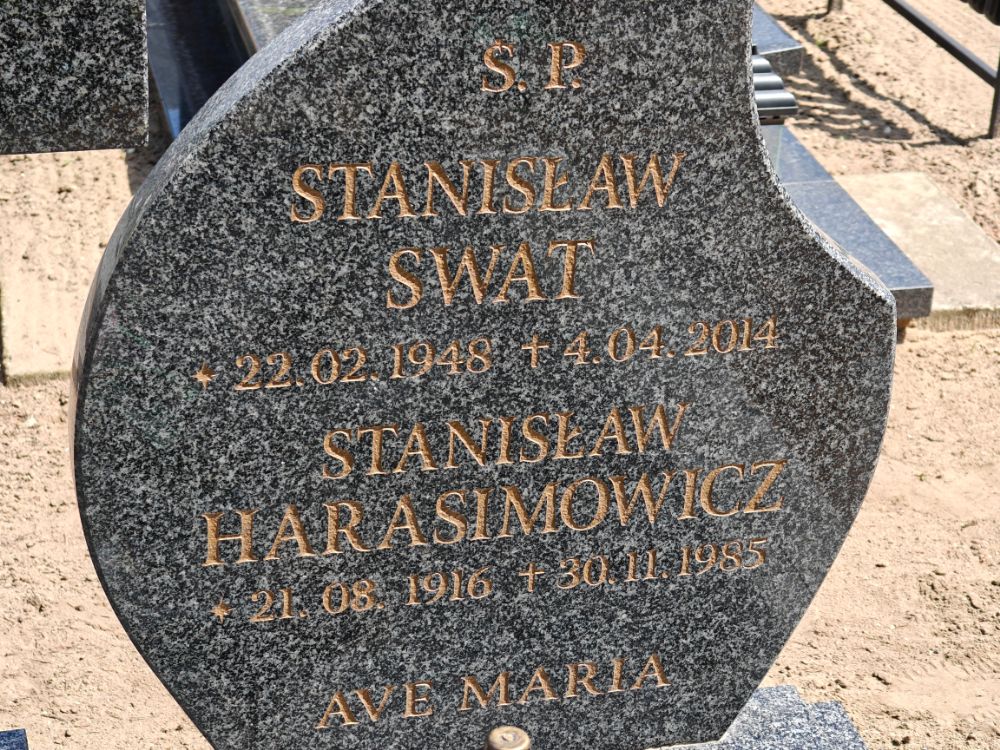 Ś. P.
STANISŁAW
SWAT
* 22. 02. 1948 + 4. 04. 2014
STANISŁAW
HARASIMOWICZ
* 21. 08. 1916 + 30. 11. 1985
AVE MARIA